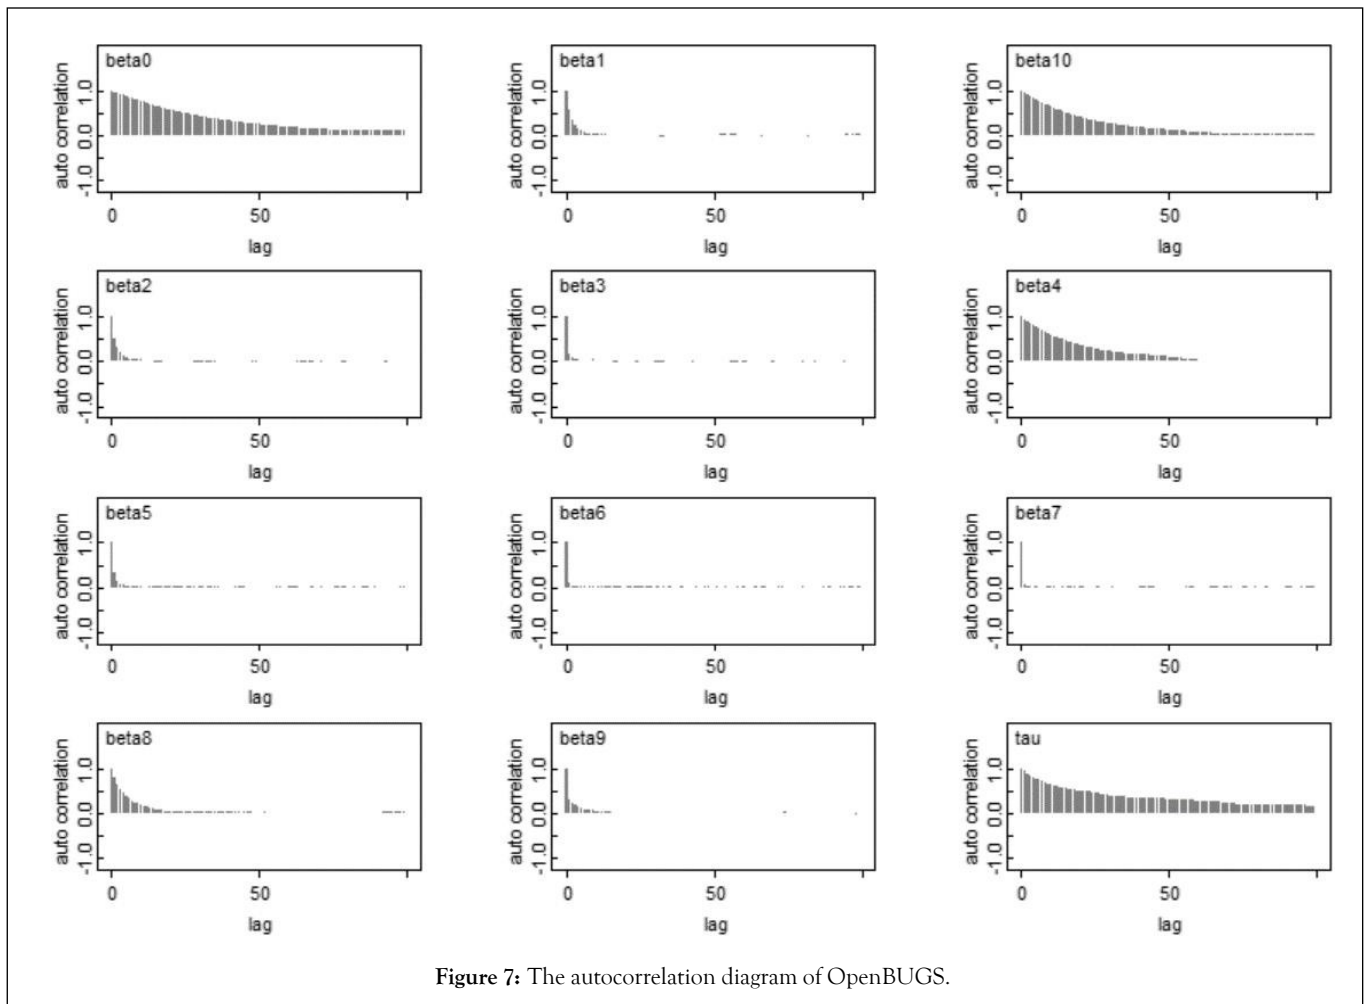 beta0
auto correlation
1.0
0.0
-1.0
0
50
lag
beta1
auto correlation
1.0
0.0
-1.0
0
50
lag
beta10
auto correlation
1.0
0.0
-1.0
0
50
lag
beta2
auto correlation
1.0
0.0
-1.0
0
50
lag
beta3
auto correlation
1.0
0.0
-1.0
0
50
lag
beta4
auto correlation
1.0
0.0
-1.0
0
50
lag
beta5
auto correlation
1.0
0.0
-1.0
0
50
lag
beta6
auto correlation
1.0
0.0
-1.0
0
50
lag
beta7
auto correlation
1.0
0.0
-1.0
0
50
lag
beta8
auto correlation
1.0
0.0
-1.0
0
50
lag
beta9
auto correlation
1.0
0.0
-1.0
0
50
lag
tau
auto correlation
1.0
0.0
-1.0
0
50
lag
Figure 7: The autocorrelation diagram of OpenBUGS.